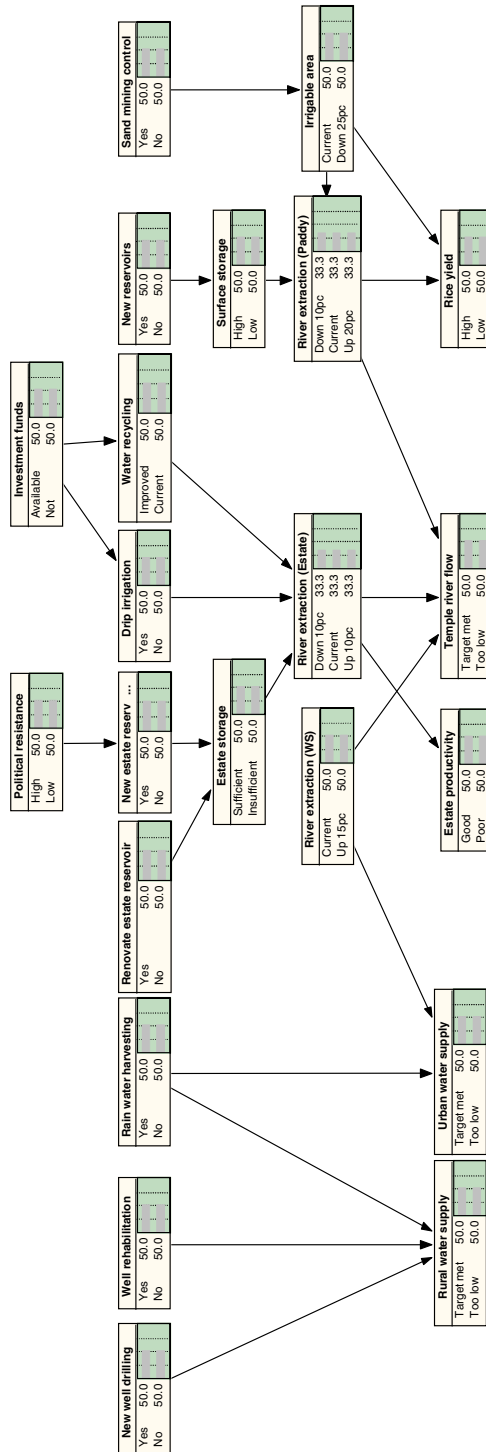 Political resistance
High 50.0
Low 50.0
Investment funds
Available 50.0
Not 50.0
New well drilling
Yes 50.0
No 50.0
Well rehabilitation
Yes 50.0
No 50.0
Rain water harvesting
Yes 50.0
No 50.0
Renovate estate reservoir
Yes 50.0
No 50.0
New estate reserv ...
Yes 50.0
No 50.0
Drip irrigation
Yes 50.0
No 50.0
Water recycling
Improved 50.0
Current 50.0
New reservoirs
Yes 50.0
No 50.0
Sand mining control
Yes 50.0
No 50.0
Estate storage
Sufficient 50.0
Insufficient 50.0
Surface storage
High 50.0
Low 50.0
River extraction (WS)
Current 50.0
Up 15pc 50.0
River extraction (Estate)
Down 10pc 33.3
Current 33.3
Up 10pc 33.3
River extraction (Paddy)
Down 10pc 33.3
Current 33.3
Up 20pc 33.3
Irrigable area
Current 50.0
Down 25pc 50.0
Rural water supply
Target met 50.0
Too low 50.0
Urban water supply
Target met 50.0
Too low 50.0
Estate productivity
Good 50.0
Poor 50.0
Temple river flow
Target met 50.0
Too low 50.0
Rice yield
High 50.0
Low 50.0